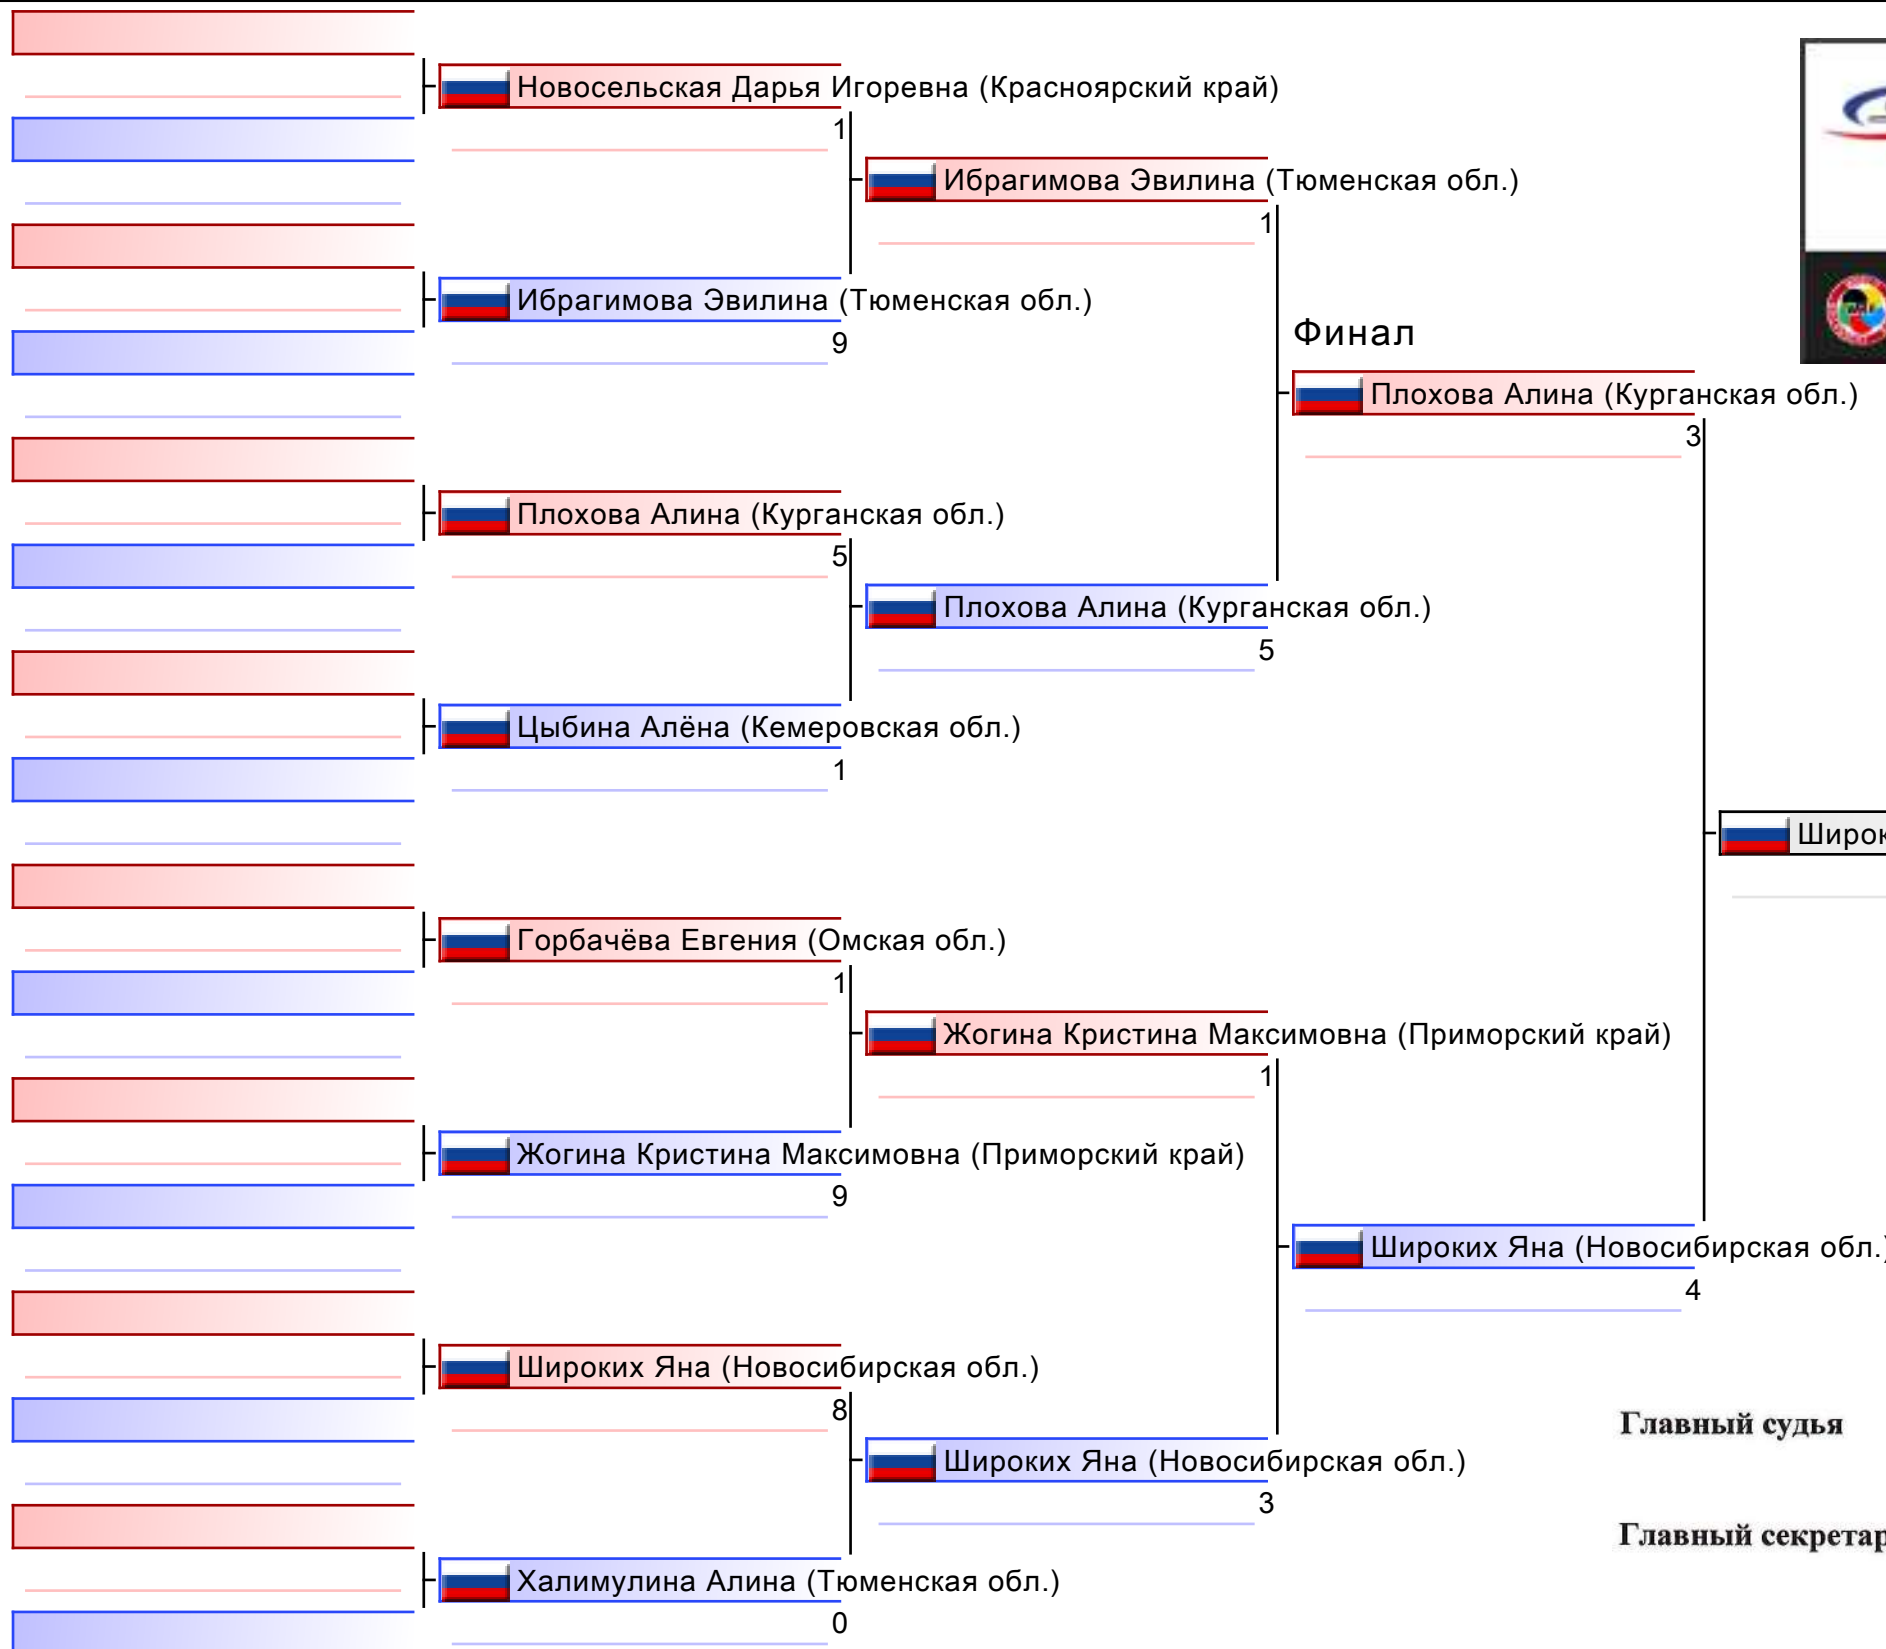 Новосельская Дарья Игоревна (Красноярский край)
1
Ибрагимова Эвилина (Тюменская обл.)
1
Ибрагимова Эвилина (Тюменская обл.)
9
Финал
Плохова Алина (Курганская обл.)
3
Плохова Алина (Курганская обл.)
5
Плохова Алина (Курганская обл.)
5
Цыбина Алёна (Кемеровская обл.)
1
Широк
Горбачёва Евгения (Омская обл.)
1
Жогина Кристина Максимовна (Приморский край)
1
Жогина Кристина Максимовна (Приморский край)
9
Широких Яна (Новосибирская обл.)
4
Широких Яна (Новосибирская обл.)
8
Главный судья
Широких Яна (Новосибирская обл.)
3
Главный секретар
Халимулина Алина (Тюменская обл.)
0